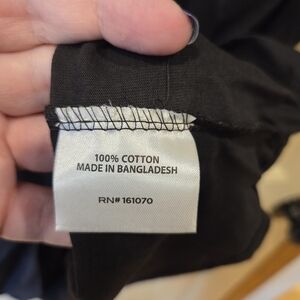 100% COTTON
MADE IN BANGLADESH
RN# 161070